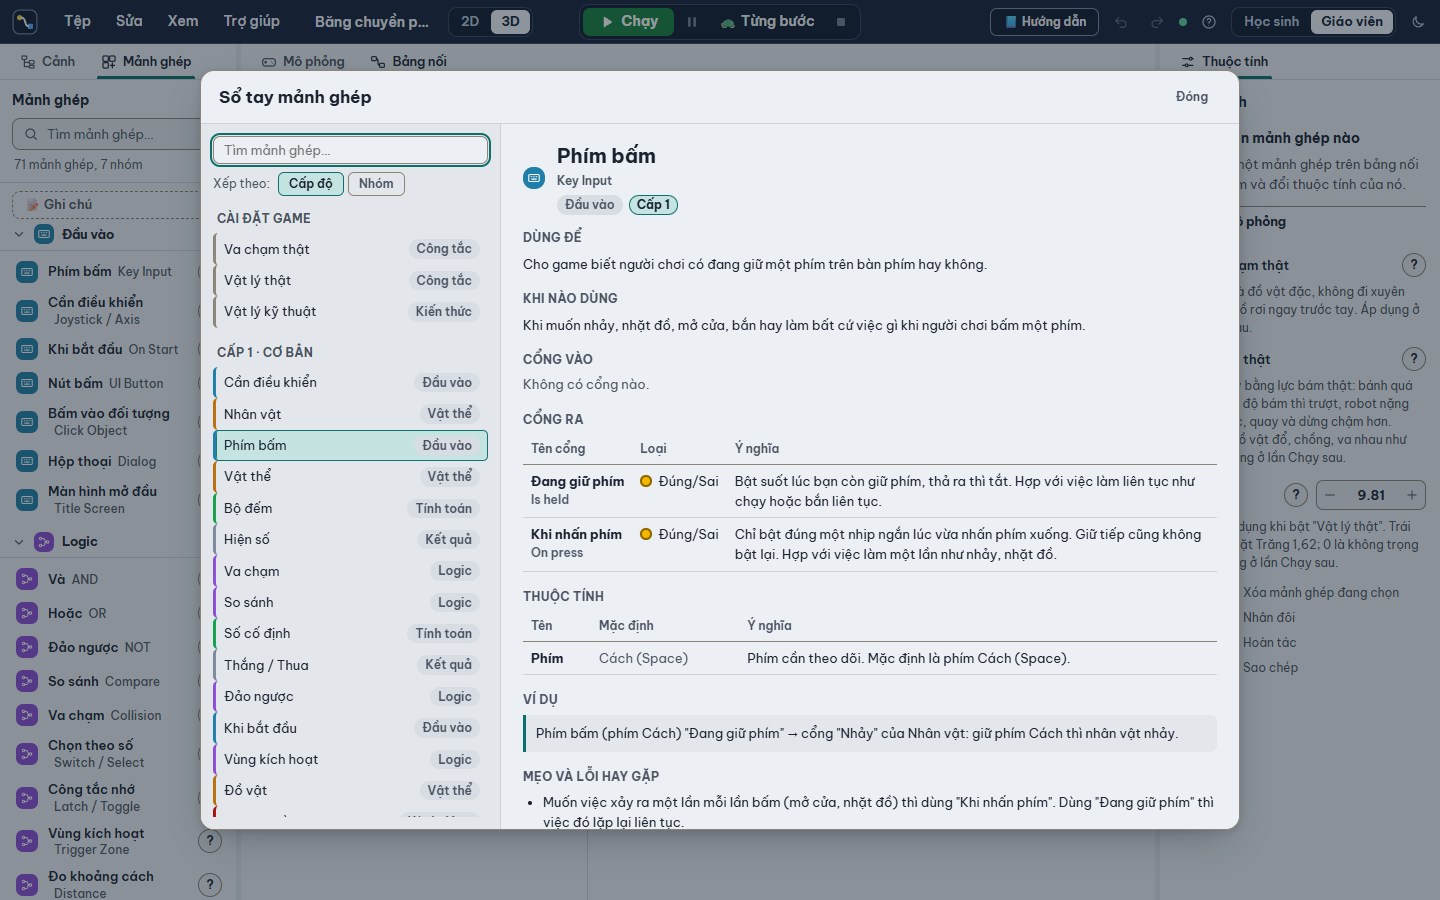 Tệp Sửa Xem Trợ giúp Băng chuyền p... 2D 3D Chạy Từng bước Hướng dẫn Học sinh Giáo viên
Cảnh Mảnh ghép Mô phỏng Bảng nối Thuộc tính
Mảnh ghép
Tìm mảnh ghép...
71 mảnh ghép, 7 nhóm
Ghi chú
Đầu vào
Phím bấm Key Input
Cần điều khiển
Joystick / Axis
Khi bắt đầu On Start
Nút bấm UI Button
Bấm vào đối tượng
Click Object
Hộp thoại Dialog
Màn hình mở đầu
Title Screen
Logic
Và AND
Hoặc OR
Đảo ngược NOT
So sánh Compare
Va chạm Collision
Chọn theo số
Switch / Select
Công tắc nhớ
Latch / Toggle
Vùng kích hoạt
Trigger Zone
?
Đo khoảng cách
Distance
?
Sổ tay mảnh ghép
Đóng
Tìm mảnh ghép...
Xếp theo: Cấp độ Nhóm
CÀI ĐẶT GAME
Va chạm thật Công tắc
Vật lý thật Công tắc
Vật lý kỹ thuật Kiến thức
CẤP 1 · CƠ BẢN
Cần điều khiển Đầu vào
Nhân vật Vật thể
Phím bấm Đầu vào
Vật thể Vật thể
Bộ đếm Tính toán
Hiện số Kết quả
Va chạm Logic
So sánh Logic
Số cố định Tính toán
Thắng / Thua Kết quả
Đảo ngược Logic
Khi bắt đầu Đầu vào
Vùng kích hoạt Logic
Đồ vật Vật thể
Phím bấm
Key Input
Đầu vào Cấp 1
DÙNG ĐỂ
Cho game biết người chơi có đang giữ một phím trên bàn phím hay không.
KHI NÀO DÙNG
Khi muốn nhảy, nhặt đồ, mở cửa, bắn hay làm bất cứ việc gì khi người chơi bấm một phím.
CỔNG VÀO
Không có cổng nào.
CỔNG RA
Tên cổng Loại Ý nghĩa
Đang giữ phím Đúng/Sai Bật suốt lúc bạn còn giữ phím, thả ra thì tắt. Hợp với việc làm liên tục như
Is held chạy hoặc bắn liên tục.
Khi nhấn phím Đúng/Sai Chỉ bật đúng một nhịp ngắn lúc vừa nhấn phím xuống. Giữ tiếp cũng không
On press bật lại. Hợp với việc làm một lần như nhảy, nhặt đồ.
THUỘC TÍNH
Tên Mặc định Ý nghĩa
Phím Cách (Space) Phím cần theo dõi. Mặc định là phím Cách (Space).
VÍ DỤ
Phím bấm (phím Cách) "Đang giữ phím" → cổng "Nhảy" của Nhân vật: giữ phím Cách thì nhân vật nhảy.
MẸO VÀ LỖI HAY GẶP
• Muốn việc xảy ra một lần mỗi lần bấm (mở cửa, nhặt đồ) thì dùng "Khi nhấn phím". Dùng "Đang giữ phím" thì
việc đó lặp lại liên tục.
h
n mảnh ghép nào
một mảnh ghép trên bảng nối
m và đổi thuộc tính của nó.
ô phỏng
ạm thật ?
à đồ vật đặc, không đi xuyên
rơi ngay trước tay. Áp dụng ở
u.
thật ?
bằng lực bám thật: bánh quá
độ bám thì trượt, robot nặng
c, quay và dừng chậm hơn.
ố vật đổ, chồng, va nhau như
g ở lần Chạy sau.
? − 9.81 +
dụng khi bật "Vật lý thật". Trái
ặt Trăng 1,62; 0 là không trọng
g ở lần Chạy sau.
Xóa mảnh ghép đang chọn
Nhân đôi
Hoàn tác
Sao chép